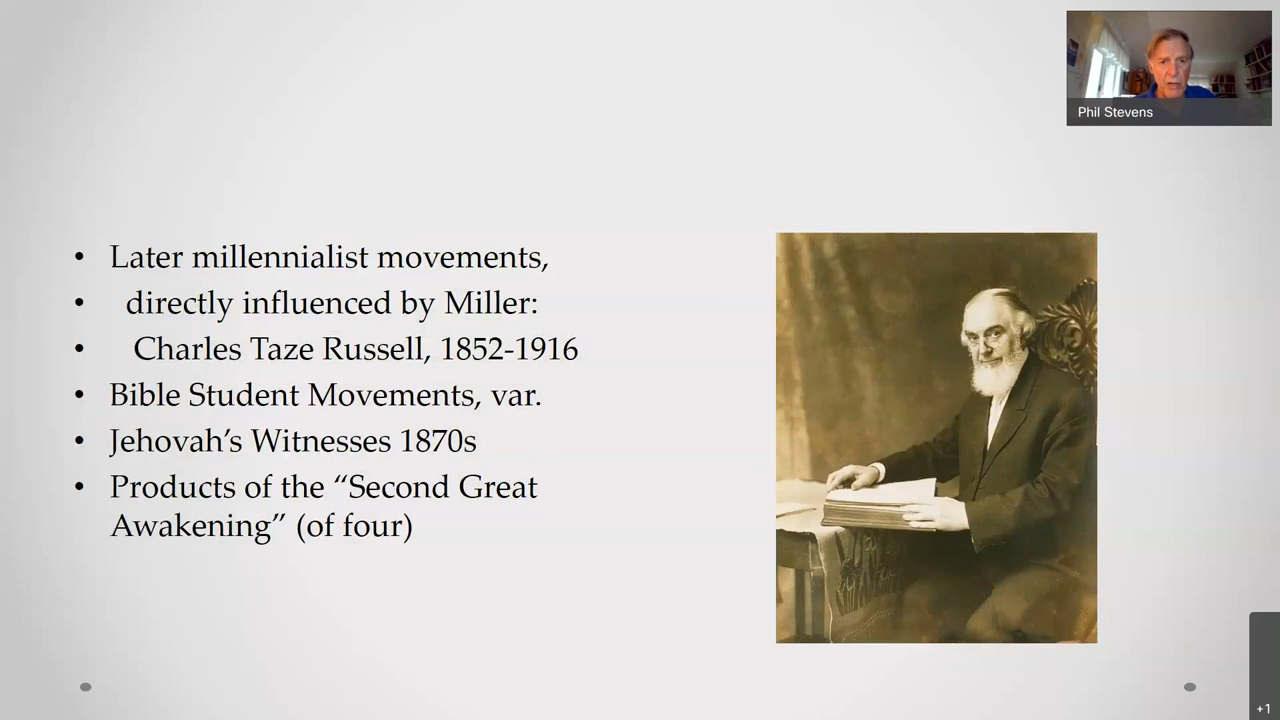 Phil Stevens
• Later millennialist movements,
• directly influenced by Miller:
• Charles Taze Russell, 1852-1916
• Bible Student Movements, var.
• Jehovah’s Witnesses 1870s
• Products of the “Second Great
Awakening” (of four)
+1